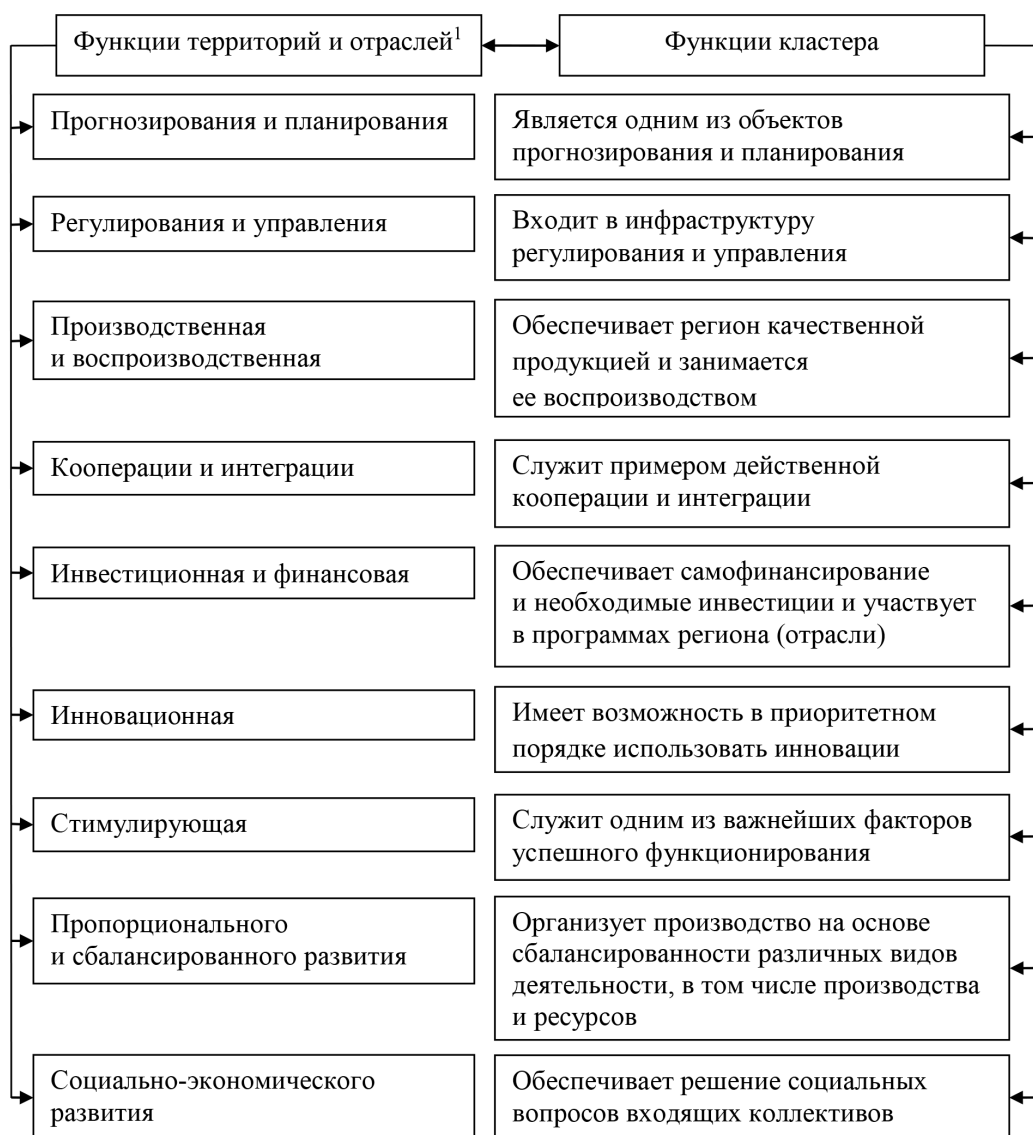 Функции территорий и отраслей¹
Функции кластера
Прогнозирования и планирования
Является одним из объектов
прогнозирования и планирования
Регулирования и управления
Входит в инфраструктуру
регулирования и управления
Производственная
и воспроизводственная
Обеспечивает регион качественной
продукцией и занимается
ее воспроизводством
Кооперации и интеграции
Служит примером действенной
кооперации и интеграции
Инвестиционная и финансовая
Обеспечивает самофинансирование
и необходимые инвестиции и участвует
в программах региона (отрасли)
Инновационная
Имеет возможность в приоритетном
порядке использовать инновации
Стимулирующая
Служит одним из важнейших факторов
успешного функционирования
Пропорционального
и сбалансированного развития
Организует производство на основе
сбалансированности различных видов
деятельности, в том числе производства
и ресурсов
Социально-экономического
развития
Обеспечивает решение социальных
вопросов входящих коллективов